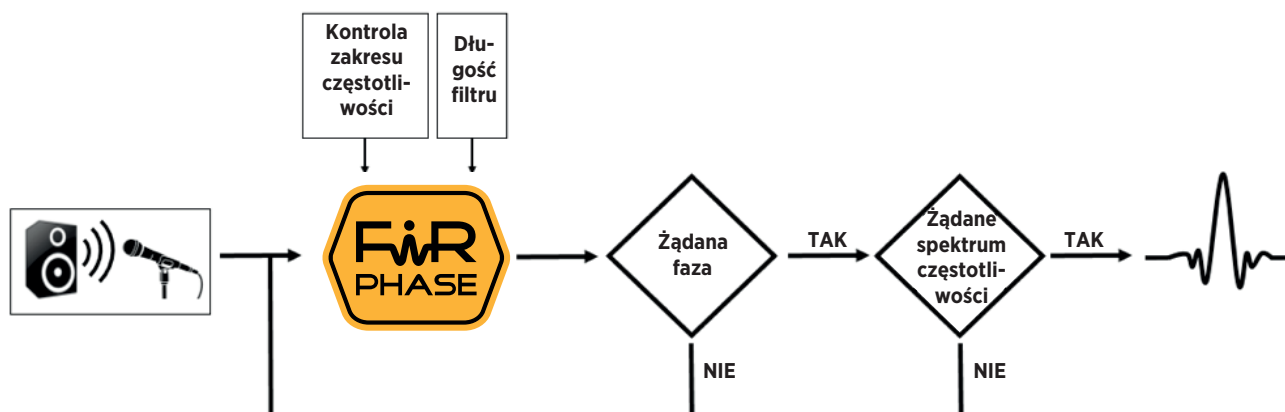 Kontrola
zakresu
częstotli-
wości
Dłu-
gość
filtru
FiR
PHASE
Żądana
faza
TAK
Żądane
spektrum
częstotli-
wości
TAK
NIE
NIE